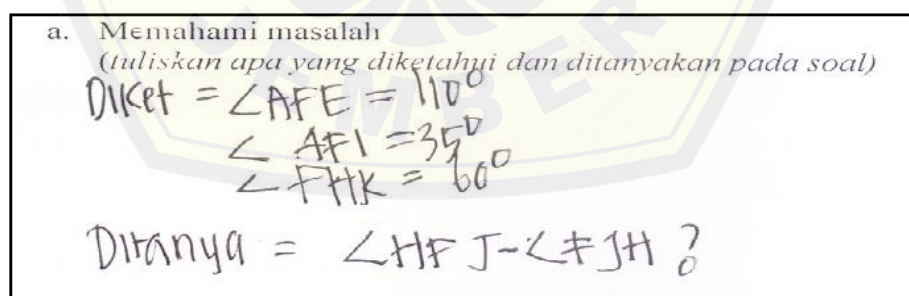 a. Memahami masalah
(tuliskan apa yang diketahui dan ditanyakan pada soal)
Diket = ∠AFE = 110°
∠ AFI = 35°
∠ FHK = 60°
Ditanya = ∠HFJ-∠FJH ?